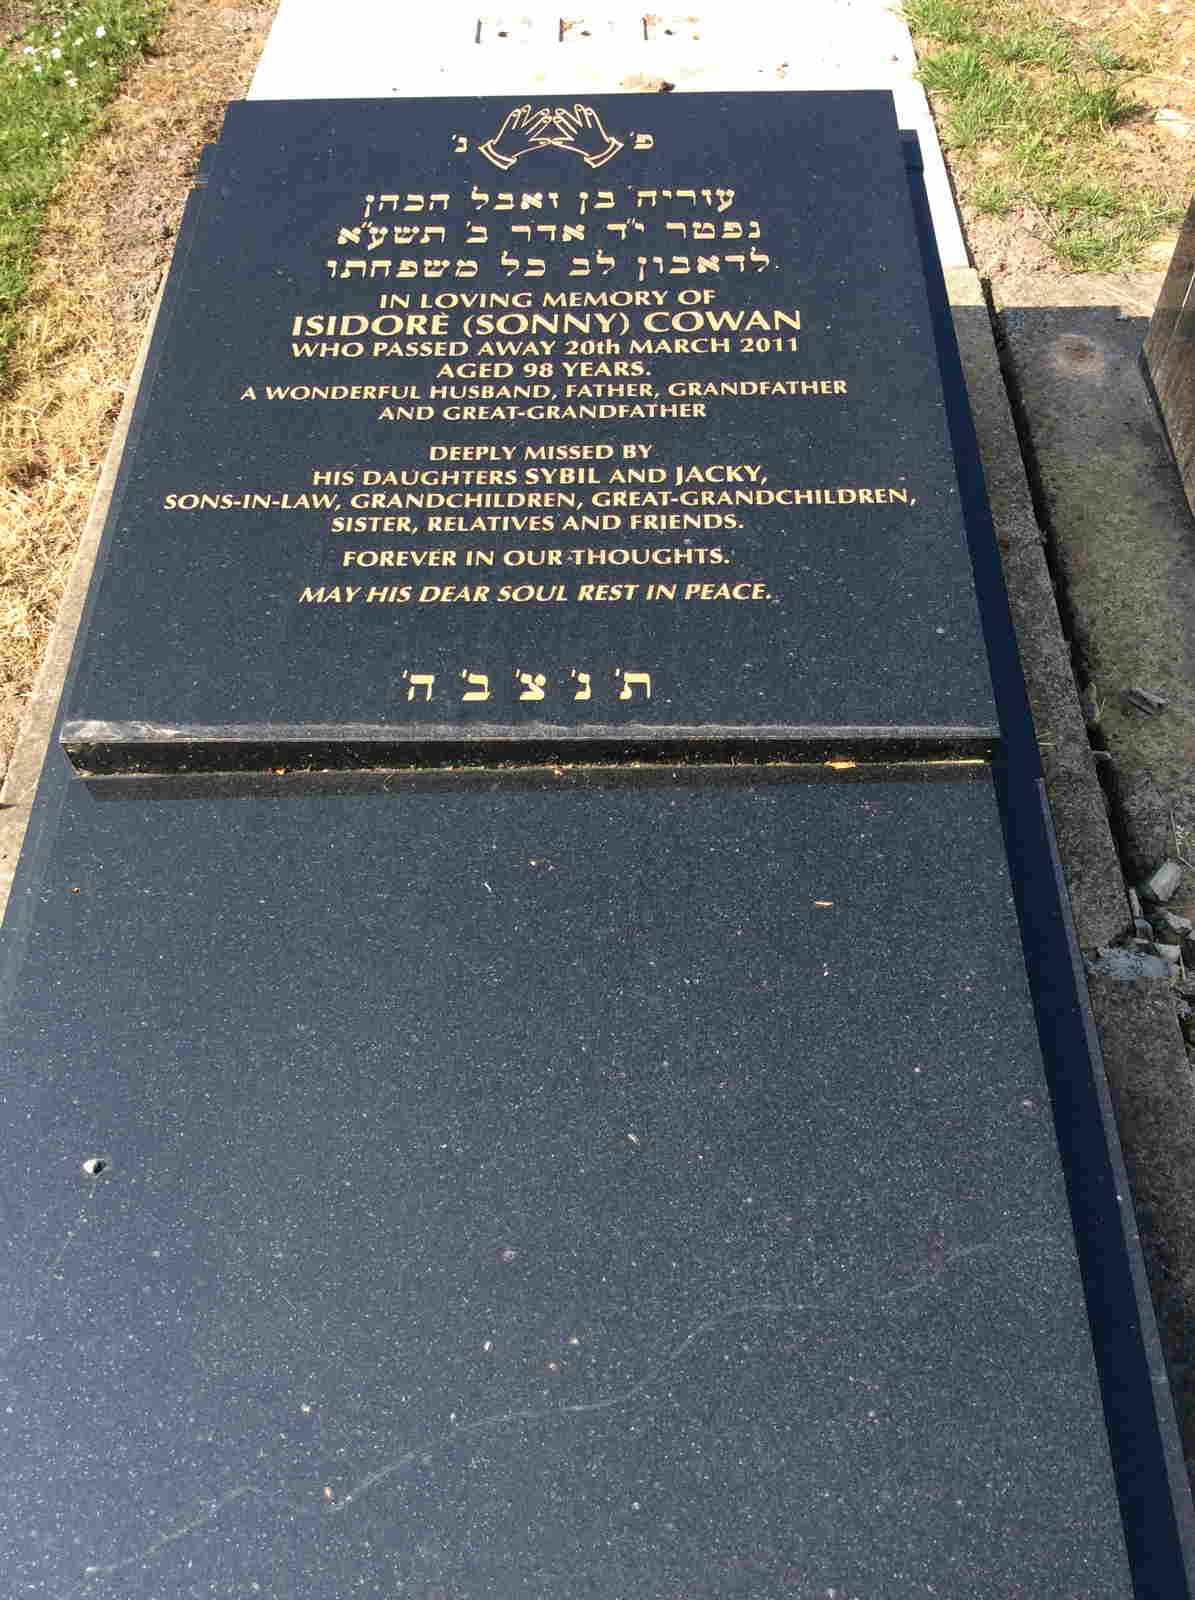 פ' נ'
עזריה בן זאבל הכהן
נפטר י"ד אדר ב' תשע"א
לדאבון לב כל משפחתו
IN LOVING MEMORY OF
ISIDORE (SONNY) COWAN
WHO PASSED AWAY 20th MARCH 2011
AGED 98 YEARS.
A WONDERFUL HUSBAND, FATHER, GRANDFATHER
AND GREAT-GRANDFATHER
DEEPLY MISSED BY
HIS DAUGHTERS SYBIL AND JACKY,
SONS-IN-LAW, GRANDCHILDREN, GREAT-GRANDCHILDREN,
SISTER, RELATIVES AND FRIENDS.
FOREVER IN OUR THOUGHTS.
MAY HIS DEAR SOUL REST IN PEACE.
ת' נ' צ' ב' ה'